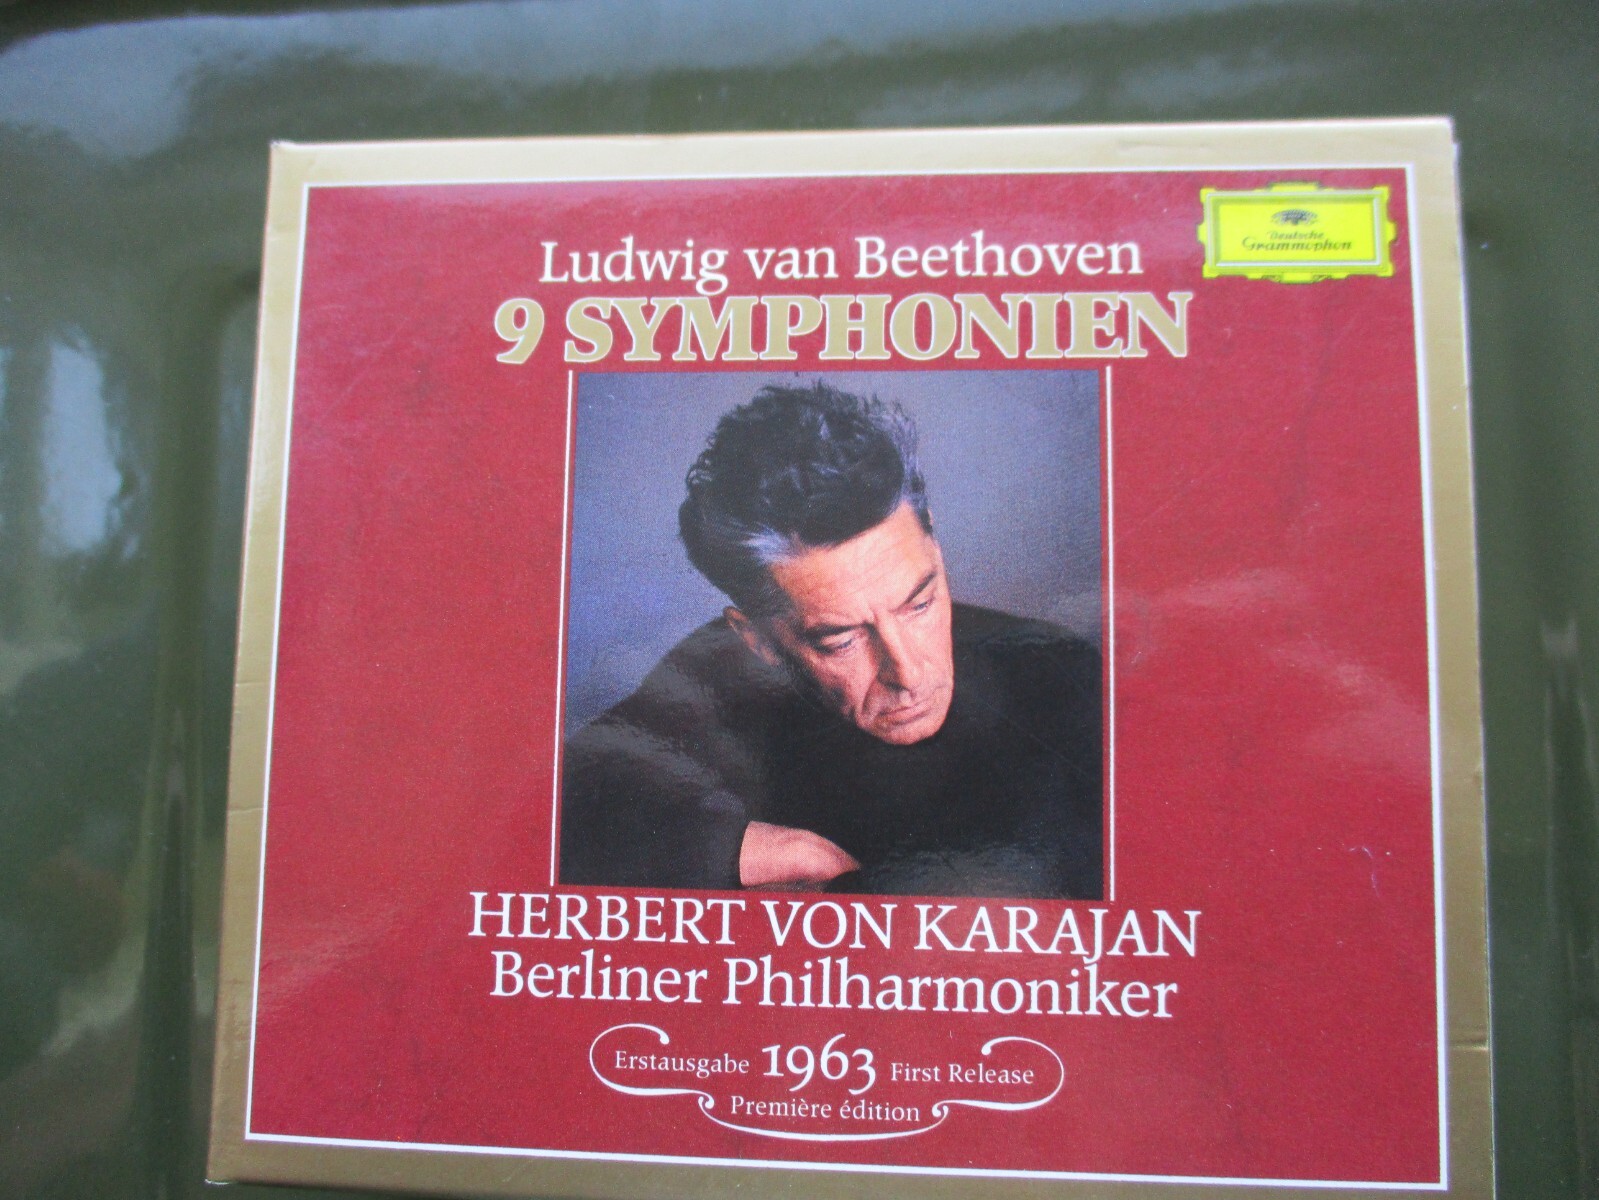 Ludwig van Beethoven
Deutsche
Grammophon
9 SYMPHONIEN
HERBERT VON KARAJAN
Berliner Philharmoniker
Erstausgabe 1963 First Release
Première édition